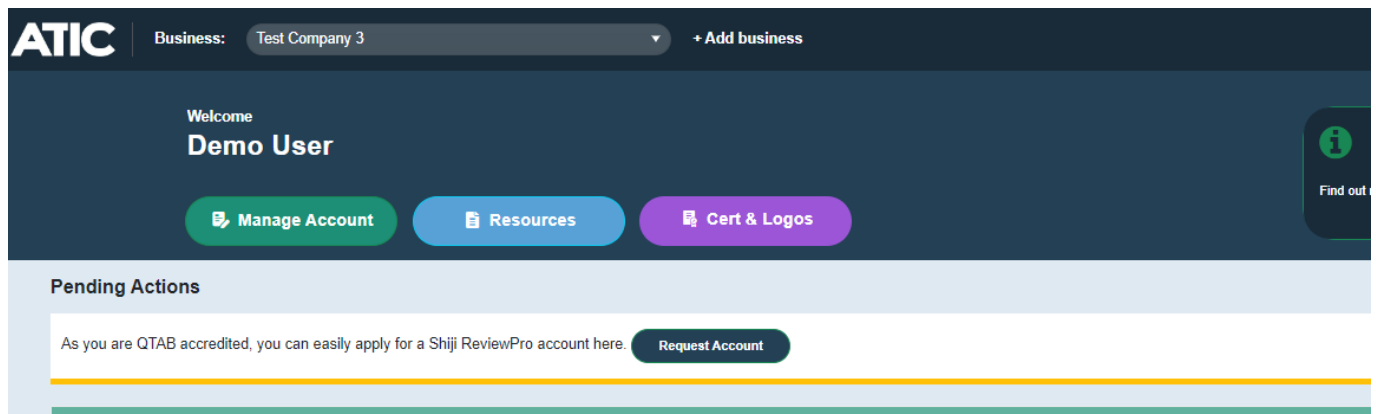 ATIC
Business: Test Company 3 + Add business
Welcome
Demo User
Manage Account Resources Cert & Logos
Find out
Pending Actions
As you are QTAB accredited, you can easily apply for a Shiji ReviewPro account here. Request Account